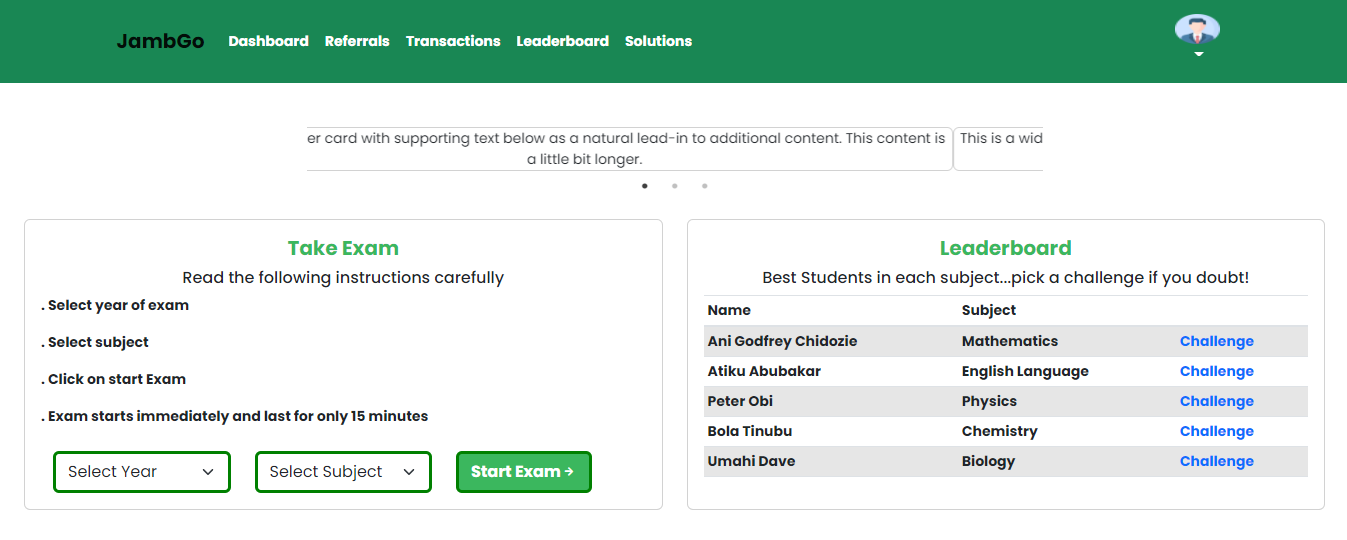 JambGo Dashboard Referrals Transactions Leaderboard Solutions
er card with supporting text below as a natural lead-in to additional content. This content is
a little bit longer.
This is a wid
Take Exam
Read the following instructions carefully
. Select year of exam
. Select subject
. Click on start Exam
. Exam starts immediately and last for only 15 minutes
Select Year Select Subject Start Exam →
Leaderboard
Best Students in each subject...pick a challenge if you doubt!
Name Subject
Ani Godfrey Chidozie Mathematics Challenge
Atiku Abubakar English Language Challenge
Peter Obi Physics Challenge
Bola Tinubu Chemistry Challenge
Umahi Dave Biology Challenge